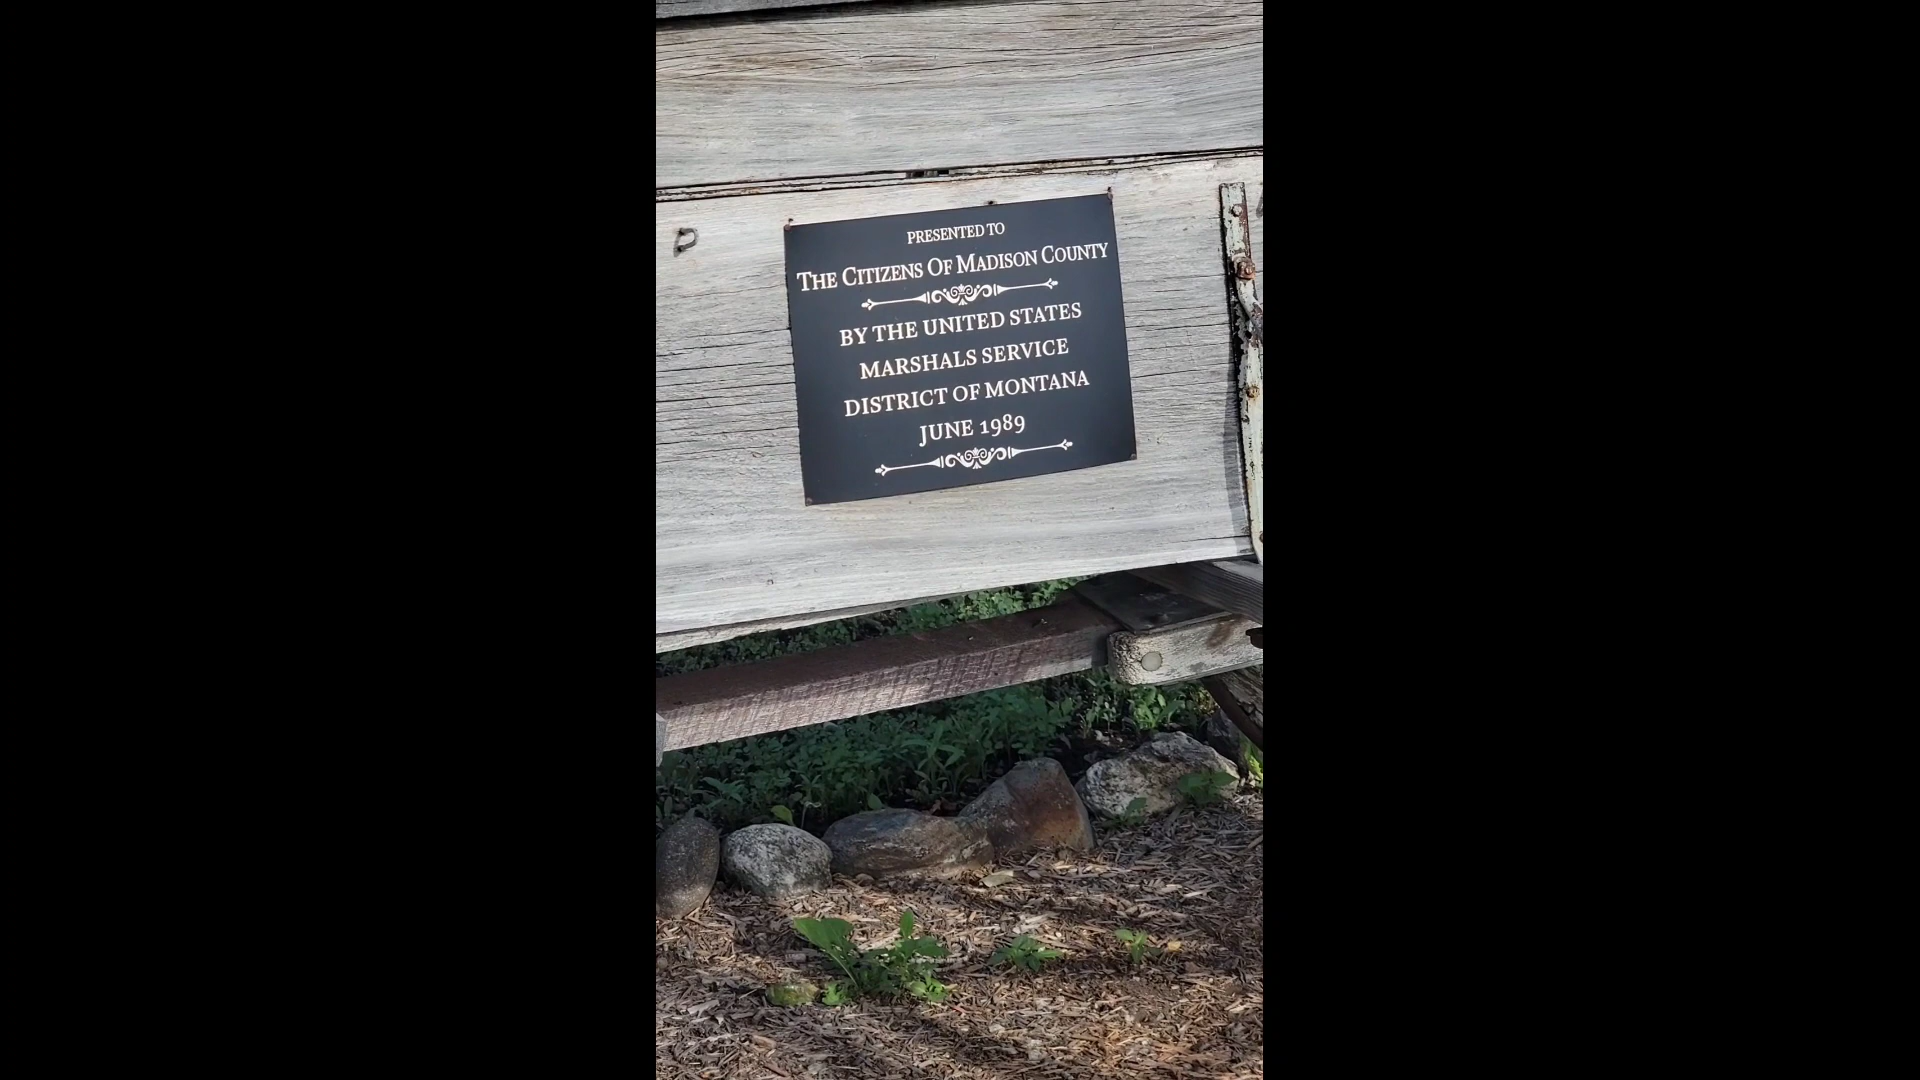 PRESENTED TO
THE CITIZENS OF MADISON COUNTY
BY THE UNITED STATES
MARSHALS SERVICE
DISTRICT OF MONTANA
JUNE 1989